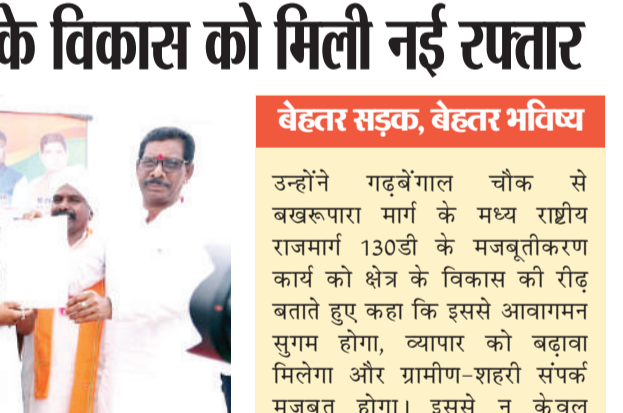 के विकास को मिली नई रफ्तार
बेहतर सड़क, बेहतर भविष्य
उन्होंने गढ़बेंगाल चौक से
बखरूपारा मार्ग के मध्य राष्ट्रीय
राजमार्ग 130डी के मजबूतीकरण
कार्य को क्षेत्र के विकास की रीढ़
बताते हुए कहा कि इससे आवागमन
सुगम होगा, व्यापार को बढ़ावा
मिलेगा और ग्रामीण-शहरी संपर्क
मजबूत होगा। इससे न केवल